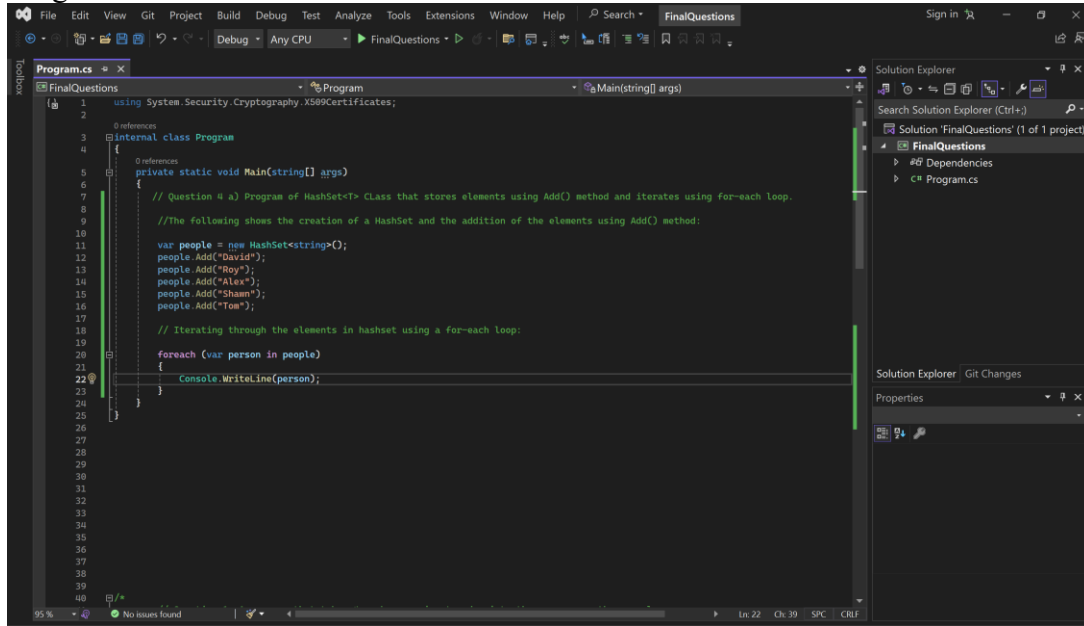 File Edit View Git Project Build Debug Test Analyze Tools Extensions Window Help Search FinalQuestions Sign in
Debug Any CPU FinalQuestions
Toolbox
Program.cs
FinalQuestions Program Main(string[] args)
1 using System.Security.Cryptography.X509Certificates;
2
0 references
3 internal class Program
4 {
0 references
5 private static void Main(string[] args)
6 {
7 // Question 4 a) Program of HashSet<T> CLass that stores elements using Add() method and iterates using for-each loop.
8
9 //The following shows the creation of a HashSet and the addition of the elements using Add() method:
10
11 var people = new HashSet<string>();
12 people.Add("David");
13 people.Add("Roy");
14 people.Add("Alex");
15 people.Add("Shawn");
16 people.Add("Tom");
17
18 // Iterating through the elements in hashset using a for-each loop:
19
20 foreach (var person in people)
21 {
22 Console.WriteLine(person);
23 }
24 }
25 }
26
27
28
29
30
31
32
33
34
35
36
37
38
39
40 /*
95 % No issues found Ln: 22 Ch: 39 SPC CRLF
Solution Explorer
Search Solution Explorer (Ctrl+;)
Solution 'FinalQuestions' (1 of 1 project)
FinalQuestions
Dependencies
C# Program.cs
Solution Explorer Git Changes
Properties